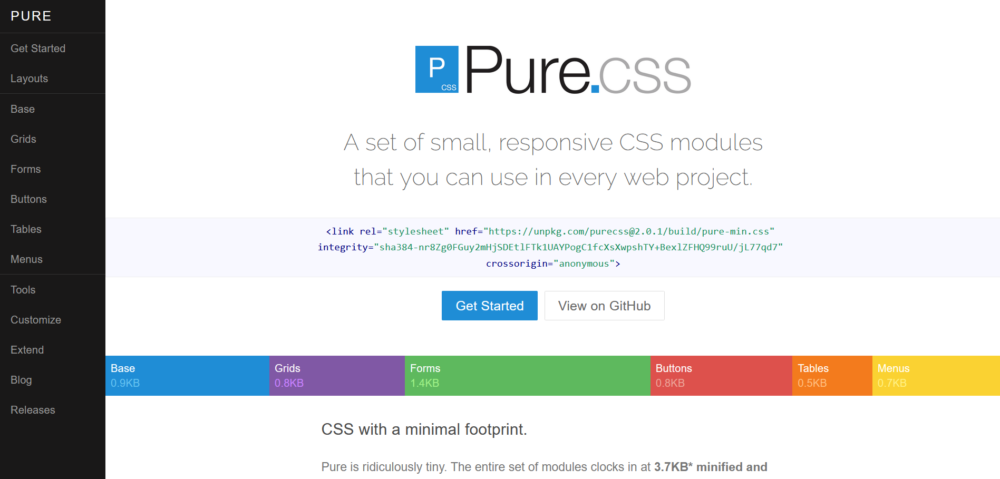 PURE
Get Started
Layouts
Base
Grids
Forms
Buttons
Tables
Menus
Tools
Customize
Extend
Blog
Releases
P
CSS
Pure.css
A set of small, responsive CSS modules
that you can use in every web project.
<link rel="stylesheet" href="https://unpkg.com/purecss@2.0.1/build/pure-min.css"
integrity="sha384-nr8Zg0FGuy2mHjSDEtlFTk1UAYPogC1fcXsXwpshTY+BexlZFHQ99ruU/jL77qd7"
crossorigin="anonymous">
Get Started
View on GitHub
Base
0.9KB
Grids
0.8KB
Forms
1.4KB
Buttons
0.8KB
Tables
0.5KB
Menus
0.7KB
CSS with a minimal footprint.
Pure is ridiculously tiny. The entire set of modules clocks in at 3.7KB* minified and